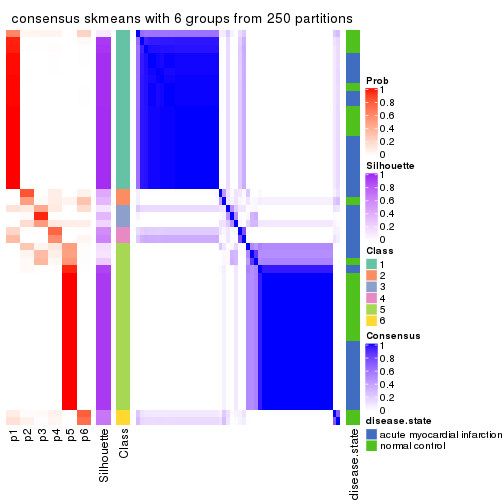 consensus skmeans with 6 groups from 250 partitions
Prob
1
0.8
0.6
0.4
0.2
0
Silhouette
1
0.8
0.6
0.4
0.2
0
Class
1
2
3
4
5
6
Consensus
1
0.8
0.6
0.4
0.2
0
disease.state
acute myocardial infarction
normal control
p1
p2
p3
p4
p5
p6
Silhouette
Class
disease.state